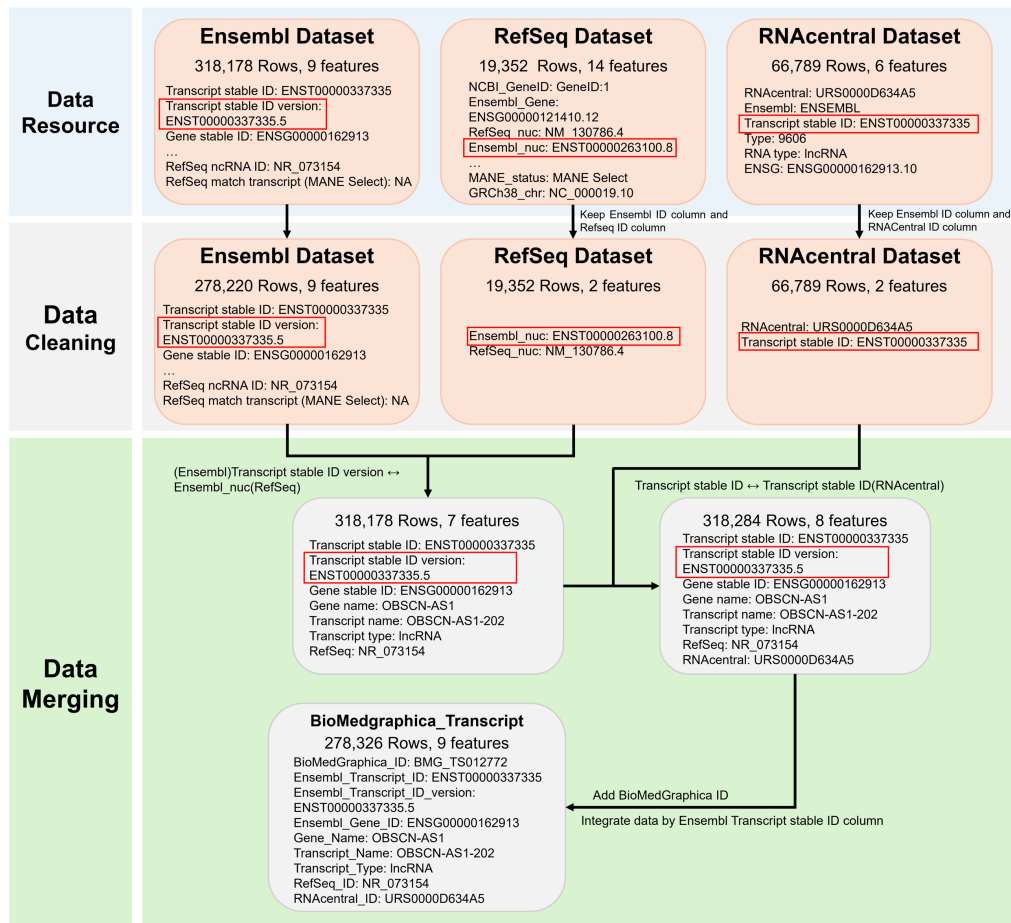 Data
Resource
Ensembl Dataset
318,178 Rows, 9 features
Transcript stable ID: ENST00000337335
Transcript stable ID version:
ENST00000337335.5
Gene stable ID: ENSG00000162913
...
RefSeq ncRNA ID: NR_073154
RefSeq match transcript (MANE Select): NA
RefSeq Dataset
19,352 Rows, 14 features
NCBI_GeneID: GeneID:1
Ensembl_Gene:
ENSG00000121410.12
RefSeq_nuc: NM_130786.4
Ensembl_nuc: ENST00000263100.8
...
MANE_status: MANE Select
GRCh38_chr: NC_000019.10
RNAcentral Dataset
66,789 Rows, 6 features
RNAcentral: URS0000D634A5
Ensembl: ENSEMBL
Transcript stable ID: ENST00000337335
Type: 9606
RNA type: lncRNA
ENSG: ENSG00000162913.10
Keep Ensembl ID column and
Refseq ID column
Keep Ensembl ID column and
RNACentral ID column
Data
Cleaning
Ensembl Dataset
278,220 Rows, 9 features
Transcript stable ID: ENST00000337335
Transcript stable ID version:
ENST00000337335.5
Gene stable ID: ENSG00000162913
...
RefSeq ncRNA ID: NR_073154
RefSeq match transcript (MANE Select): NA
RefSeq Dataset
19,352 Rows, 2 features
Ensembl_nuc: ENST00000263100.8
RefSeq_nuc: NM_130786.4
RNAcentral Dataset
66,789 Rows, 2 features
RNAcentral: URS0000D634A5
Transcript stable ID: ENST00000337335
Data
Merging
(Ensembl)Transcript stable ID version ↔
Ensembl_nuc(RefSeq)
Transcript stable ID ↔ Transcript stable ID(RNAcentral)
318,178 Rows, 7 features
Transcript stable ID: ENST00000337335
Transcript stable ID version:
ENST00000337335.5
Gene stable ID: ENSG00000162913
Gene name: OBSCN-AS1
Transcript name: OBSCN-AS1-202
Transcript type: lncRNA
RefSeq: NR_073154
318,284 Rows, 8 features
Transcript stable ID: ENST00000337335
Transcript stable ID version:
ENST00000337335.5
Gene stable ID: ENSG00000162913
Gene name: OBSCN-AS1
Transcript name: OBSCN-AS1-202
Transcript type: lncRNA
RefSeq: NR_073154
RNAcentral: URS0000D634A5
BioMedgraphica_Transcript
278,326 Rows, 9 features
BioMedGraphica_ID: BMG_TS012772
Ensembl_Transcript_ID: ENST00000337335
Ensembl_Transcript_ID_version:
ENST00000337335.5
Ensembl_Gene_ID: ENSG00000162913
Gene_Name: OBSCN-AS1
Transcript_Name: OBSCN-AS1-202
Transcript_Type: lncRNA
RefSeq_ID: NR_073154
RNAcentral_ID: URS0000D634A5
Add BioMedGraphica ID
Integrate data by Ensembl Transcript stable ID column